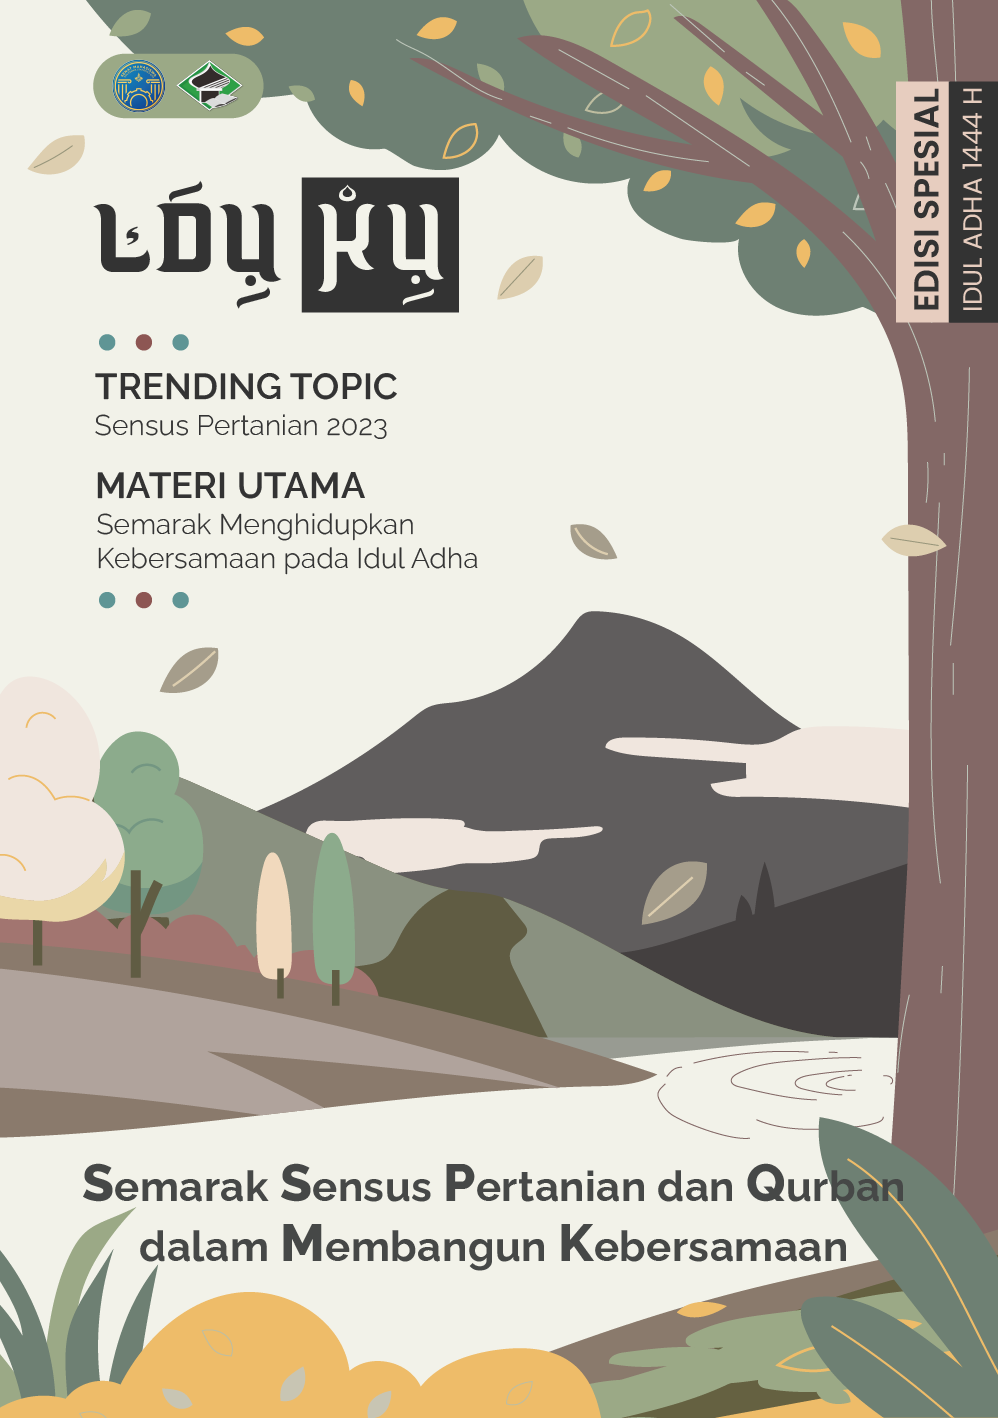 EDISI SPESIAL
IDUL ADHA 1444 H
TRENDING TOPIC
Sensus Pertanian 2023
MATERI UTAMA
Semarak Menghidupkan
Kebersamaan pada Idul Adha
Semarak Sensus Pertanian dan Qurban
dalam Membangun Kebersamaan